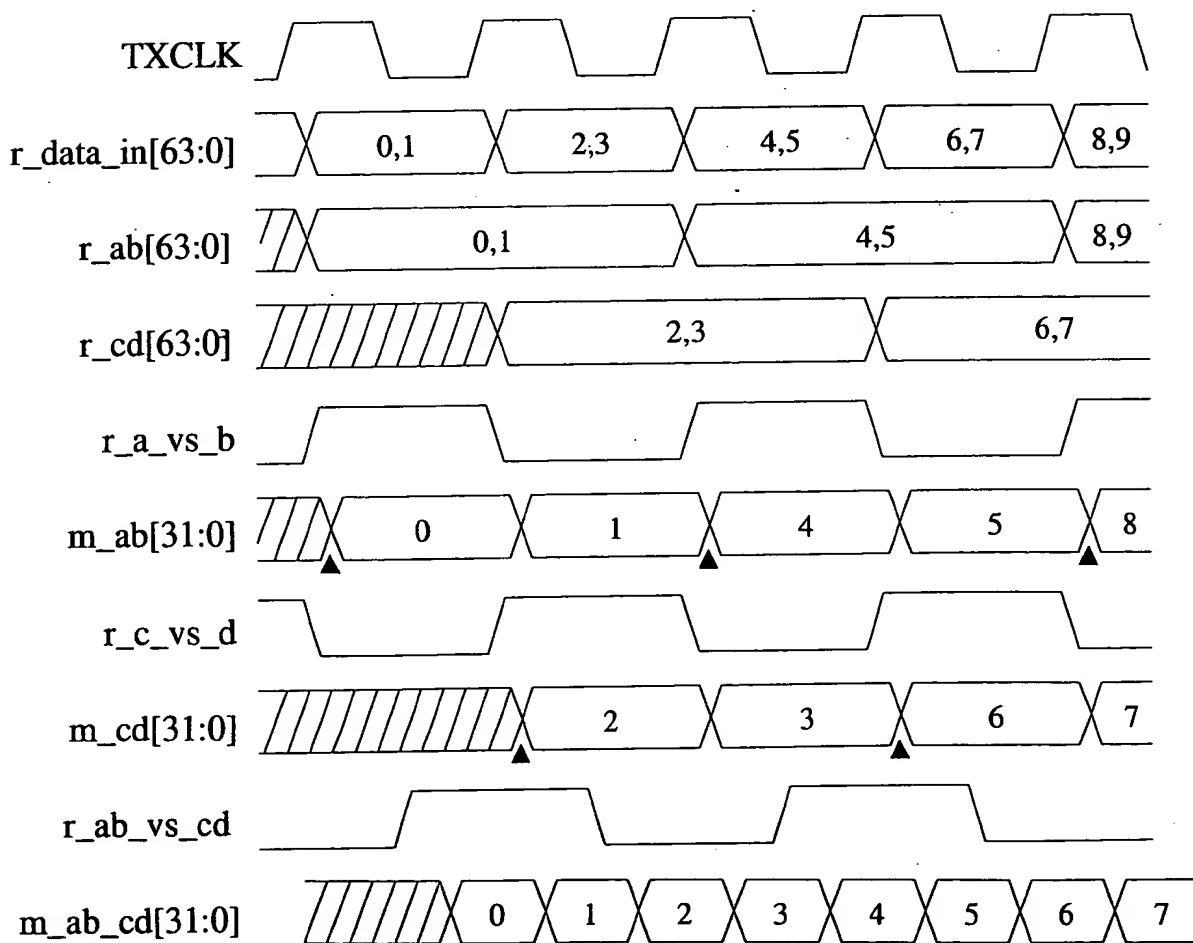 TXCLK
r_data_in[63:0] 0,1 2,3 4,5 6,7 8,9
r_ab[63:0] 0,1 4,5 8,9
r_cd[63:0] 2,3 6,7
r_a_vs_b
m_ab[31:0] 0 1 4 5 8
r_c_vs_d
m_cd[31:0] 2 3 6 7
r_ab_vs_cd
m_ab_cd[31:0] 0 1 2 3 4 5 6 7